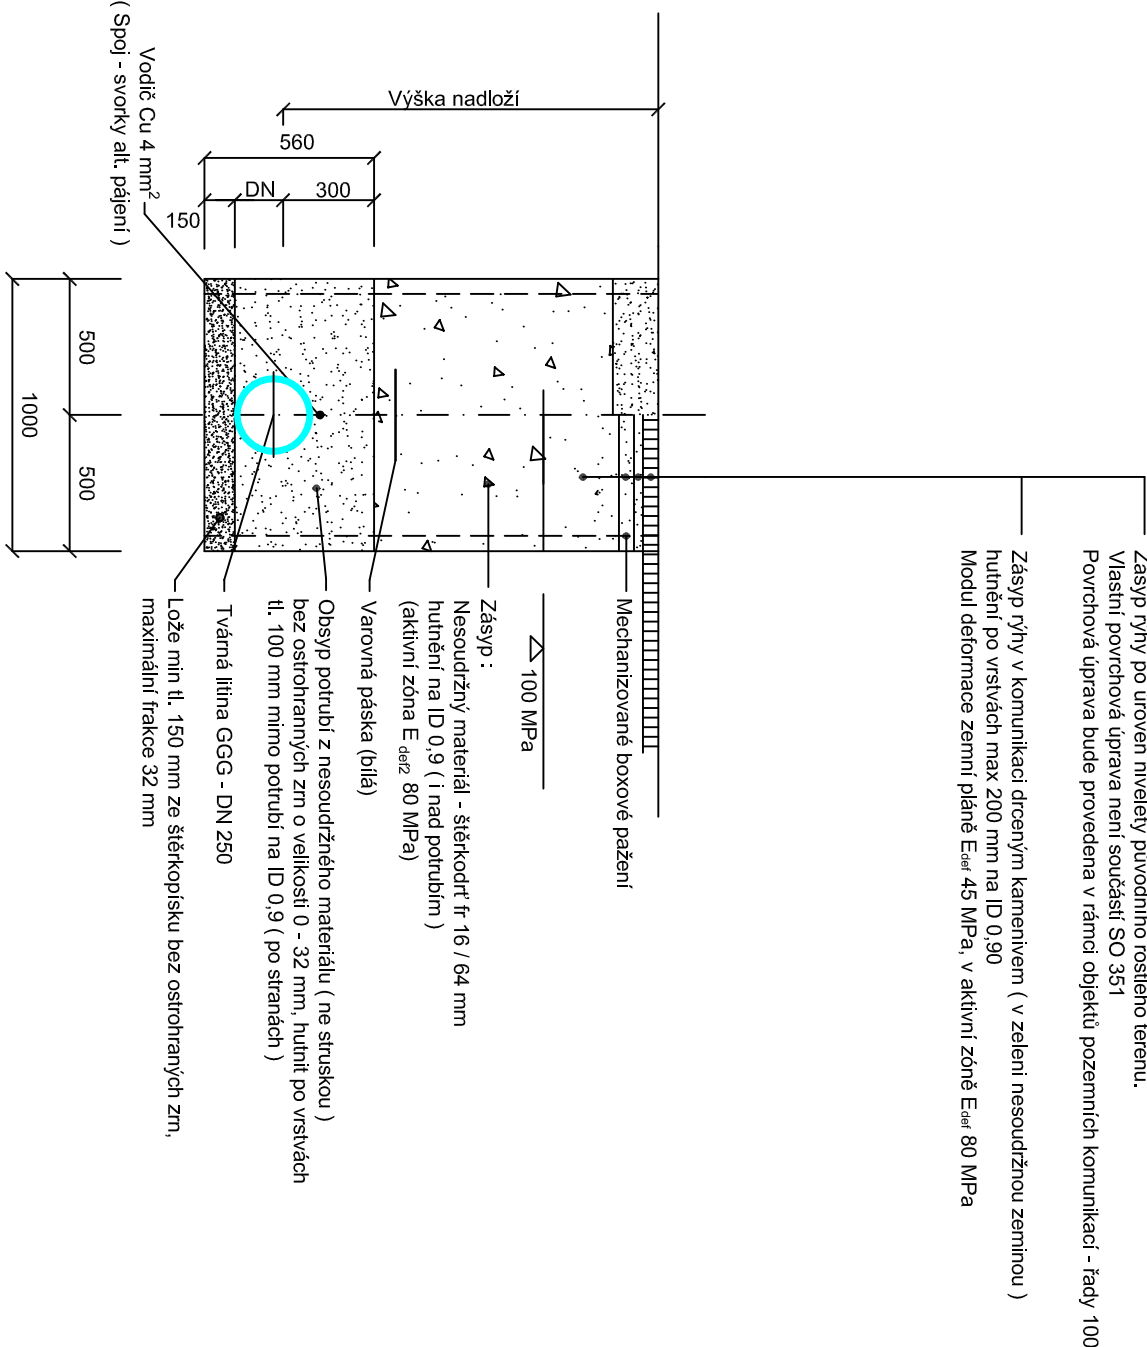 Zásyp rýhy po úroveň nivelety původního rostlého terénu.
Vlastní povrchová úprava není součástí SO 351
Povrchová úprava bude provedena v rámci objektů pozemních komunikací - řady 100
Zásyp rýhy v komunikaci drceným kamenivem ( v zeleni nesoudržnou zeminou )
hutnění po vrstvách max 200 mm na ID 0,90
Modul deformace zemní pláně Edef 45 MPa, v aktivní zóně Edef 80 MPa
Mechanizované boxové pažení
100 MPa
Zásyp :
Nesoudržný materiál - štěrkodrť fr 16 / 64 mm
hutnění na ID 0,9 ( i nad potrubím )
(aktivní zóna E def2 80 MPa)
Varovná páska (bílá)
Obsyp potrubí z nesoudržného materiálu ( ne struskou )
bez ostrohranných zrn o velikosti 0 - 32 mm, hutnit po vrstvách
tl. 100 mm mimo potrubí na ID 0,9 ( po stranách )
Tvárná litina GGG - DN 250
Lože min tl. 150 mm ze štěrkopísku bez ostrohraných zrn,
maximální frakce 32 mm
Výška nadloží
560
DN
300
150
Vodič Cu 4 mm²
( Spoj - svorky alt. pájení )
500
500
1000